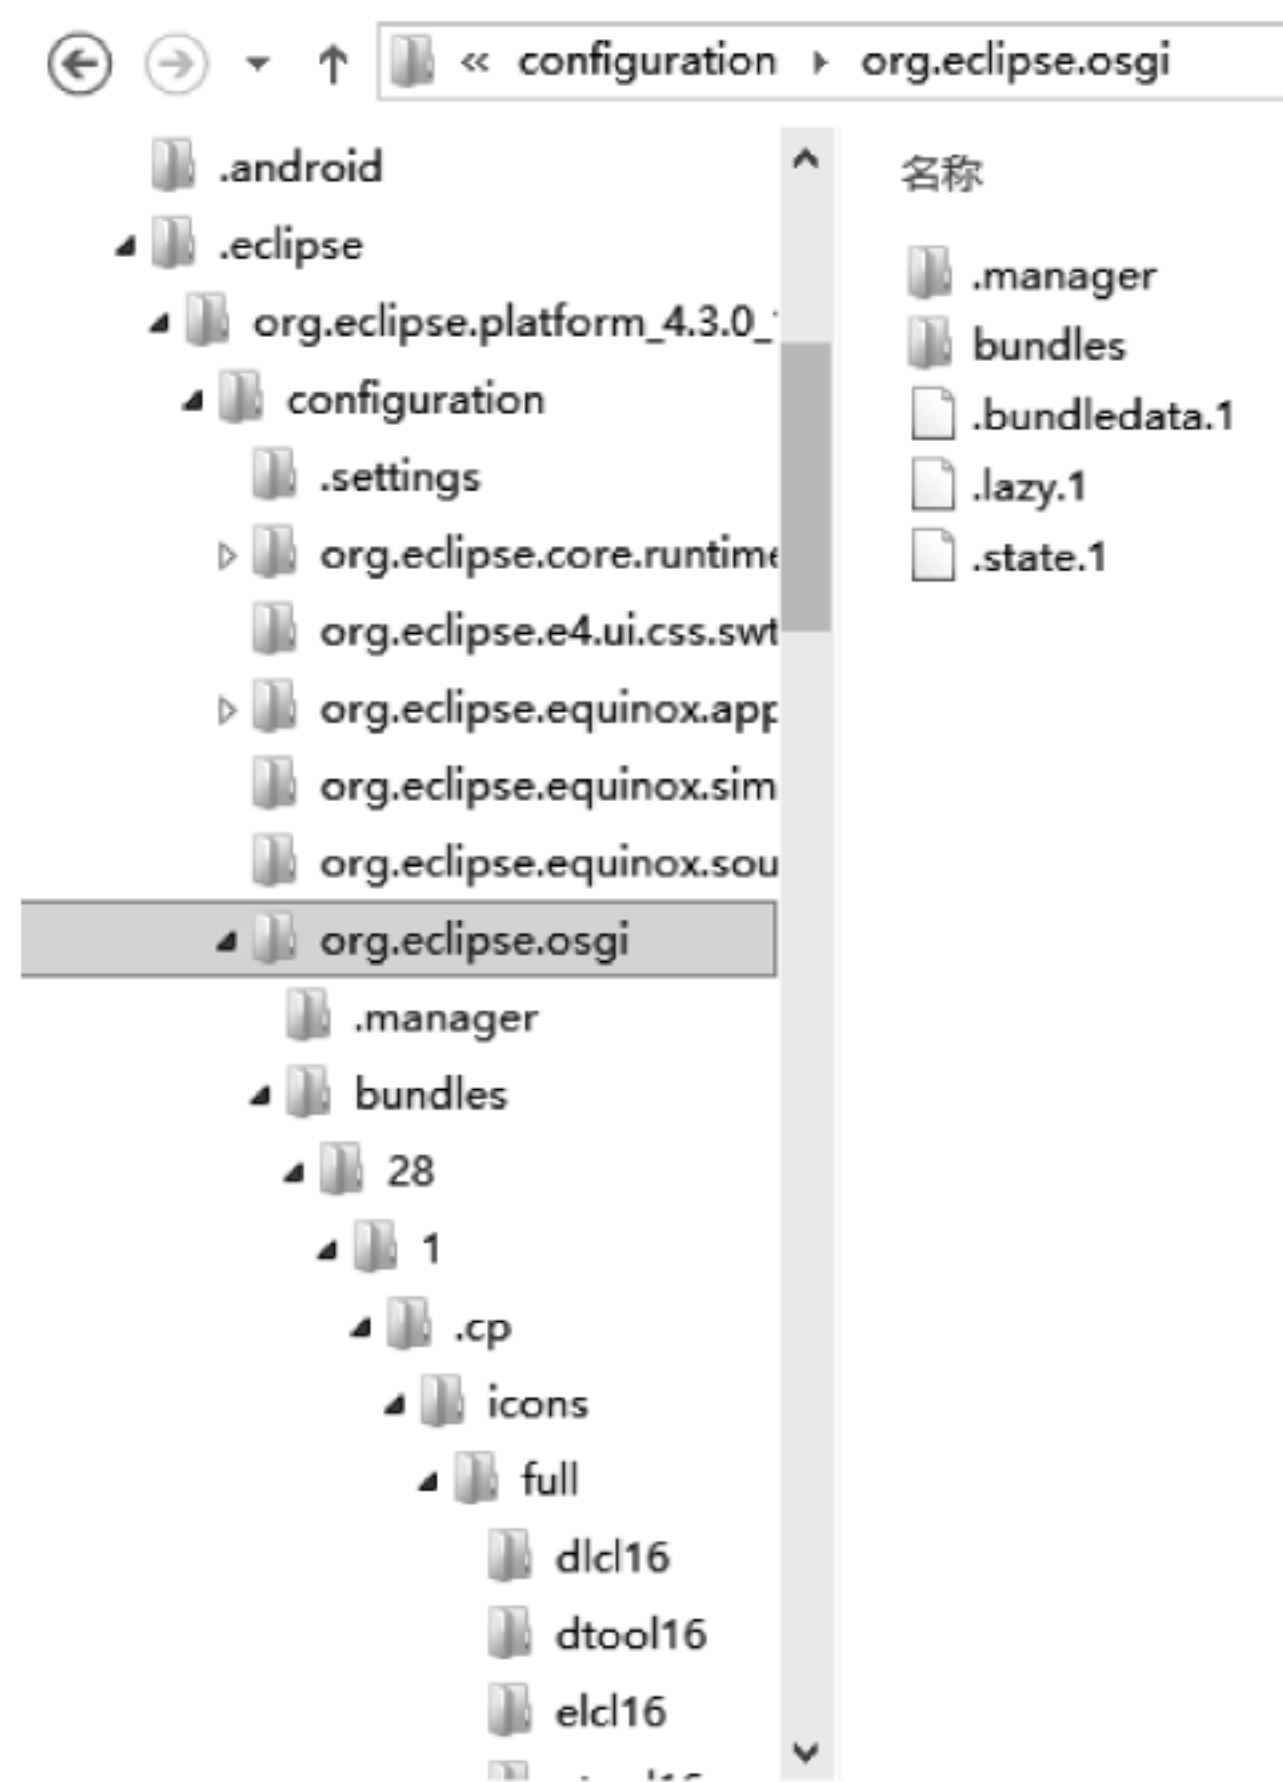 « configuration ▸ org.eclipse.osgi
.android
.eclipse
org.eclipse.platform_4.3.0_
configuration
.settings
org.eclipse.core.runtime
org.eclipse.e4.ui.css.swt
org.eclipse.equinox.app
org.eclipse.equinox.sim
org.eclipse.equinox.sou
org.eclipse.osgi
.manager
bundles
28
1
.cp
icons
full
dlcl16
dtool16
elcl16
名称
.manager
bundles
.bundledata.1
.lazy.1
.state.1